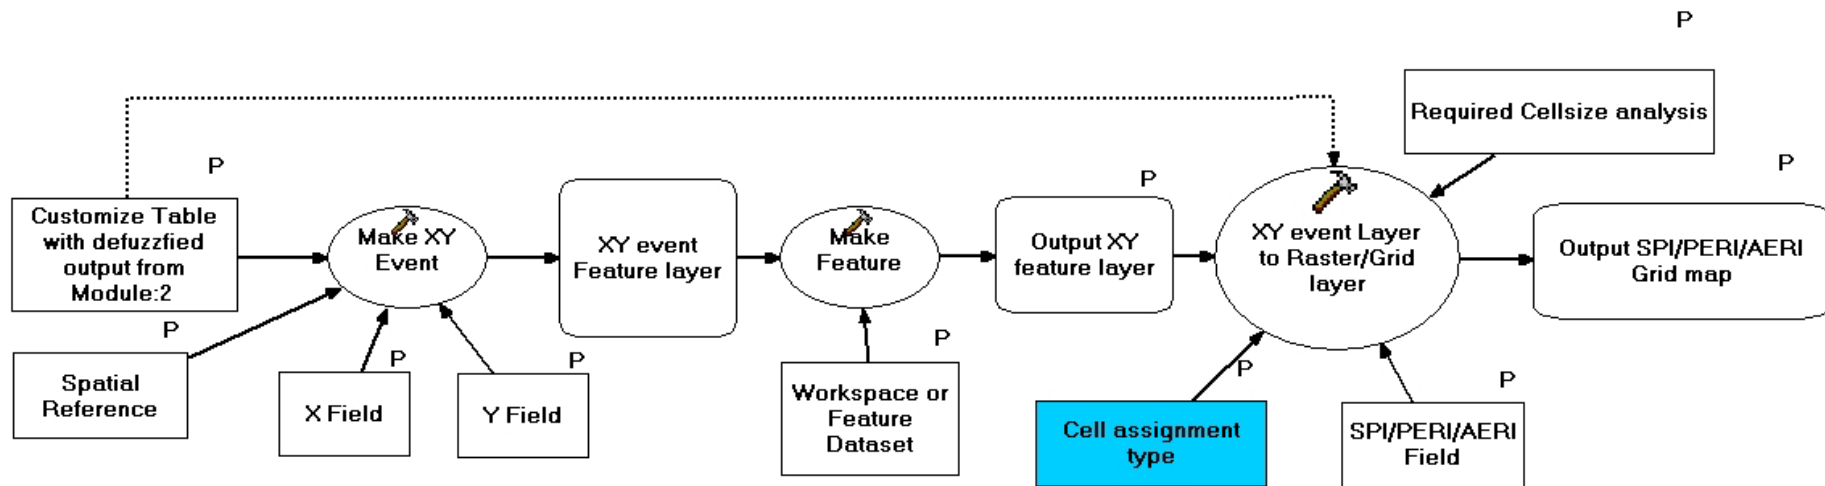 P
Required Cellsize analysis
P
P
P
Customize Table
with defuzzfied
output from
Module:2
Make XY
Event
XY event
Feature layer
Make
Feature
Output XY
feature layer
XY event Layer
to Raster/Grid
layer
Output SPI/PERI/AERI
Grid map
P
Spatial
Reference
P
X Field
P
Y Field
P
Workspace or
Feature
Dataset
P
Cell assignment
type
P
SPI/PERI/AERI
Field